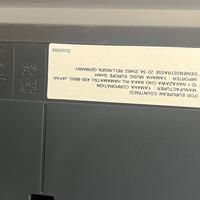 [FOR EUROPEAN COUNTRIES]
MANUFACTURER : YAMAHA CORPORATION
10-1, NAKAZAWA-CHO, NAKA-KU, HAMAMATSU, 430-8650, JAPAN
IMPORTER : YAMAHA MUSIC EUROPE GmbH
SIEMENSSTRASSE 22-34, 25462 RELLINGEN, GERMANY